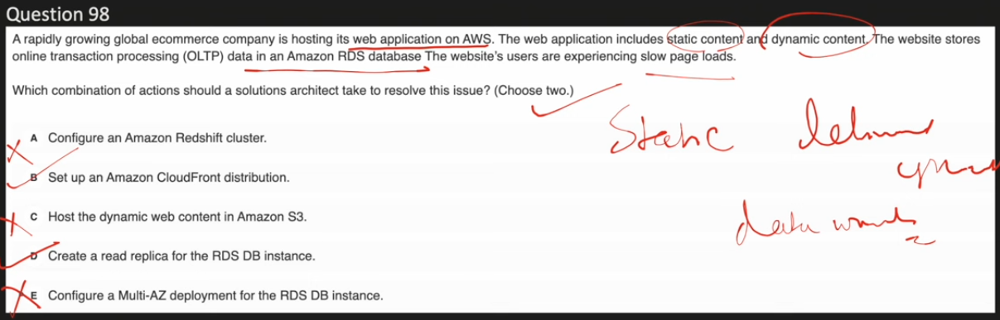 Question 98
A rapidly growing global ecommerce company is hosting its web application on AWS. The web application includes static content and dynamic content. The website stores
online transaction processing (OLTP) data in an Amazon RDS database The website's users are experiencing slow page loads.
Which combination of actions should a solutions architect take to resolve this issue? (Choose two.)
Static
A Configure an Amazon Redshift cluster.
B Set up an Amazon CloudFront distribution.
C Host the dynamic web content in Amazon S3.
data
D Create a read replica for the RDS DB instance.
E Configure a Multi-AZ deployment for the RDS DB instance.